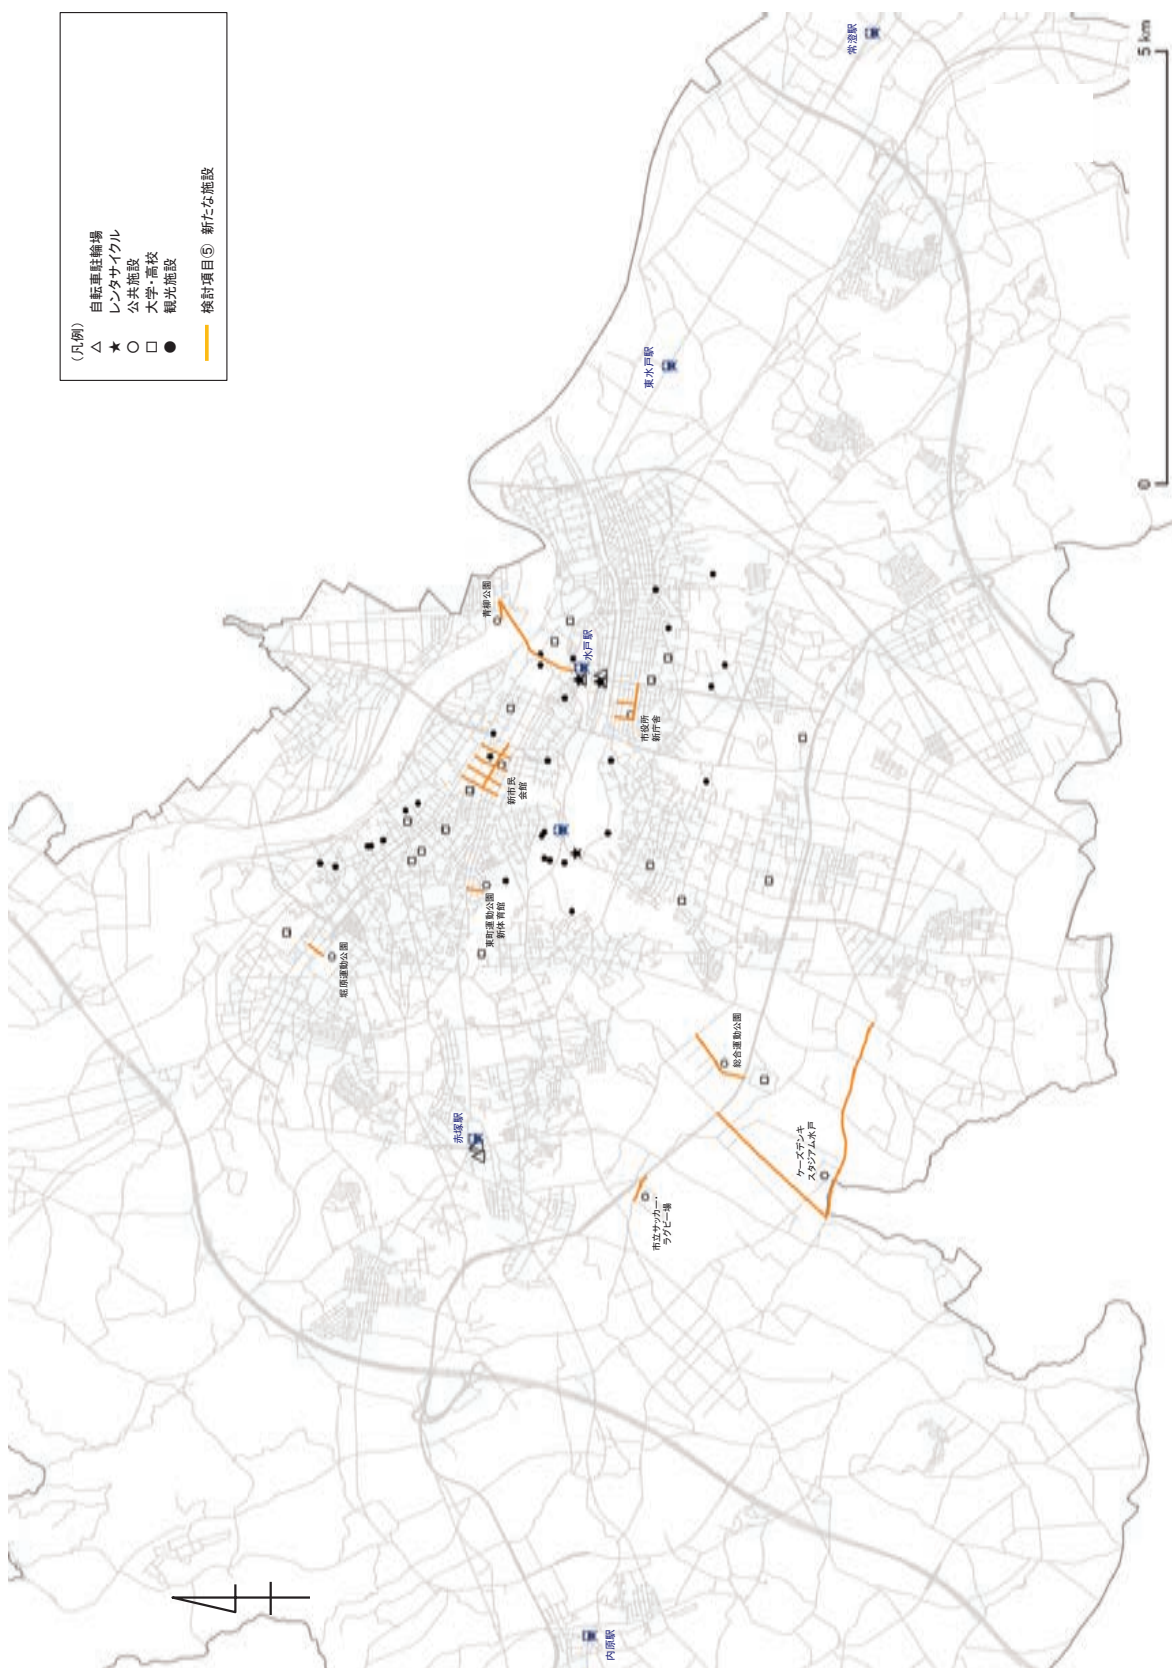 (凡例)
△ 自転車駐輪場
★ レンタサイクル
○ 公共施設
□ 大学・高校
● 観光施設
検討項目⑤ 新たな施設
常澄駅
東水戸駅
青柳公園
水戸駅
市役所
新庁舎
新市民
会館
東町運動公園
新体育館
堀原運動公園
総合運動公園
赤塚駅
ケーズデンキ
スタジアム水戸
市立サッカー・
ラグビー場
内原駅
0
5 km